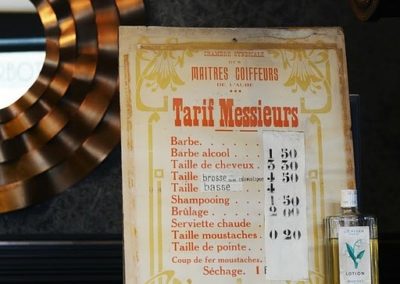 CHAMBRE SYNDICALE
DES
MAITRES COIFFEURS
DE L'AUBE
Tarif Messieurs
Barbe
Barbe alcool . . . . 1 50
Taille de cheveux . 3 50
Taille brosse 4 50
Taille basse 4
Shampooing . . . . 1 50
Brûlage . . . . 2 00
Serviette chaude
Taille moustaches . 0 20
Taille de pointe . .
Coup de fer moustaches .
Séchage. 1 F
LOTION